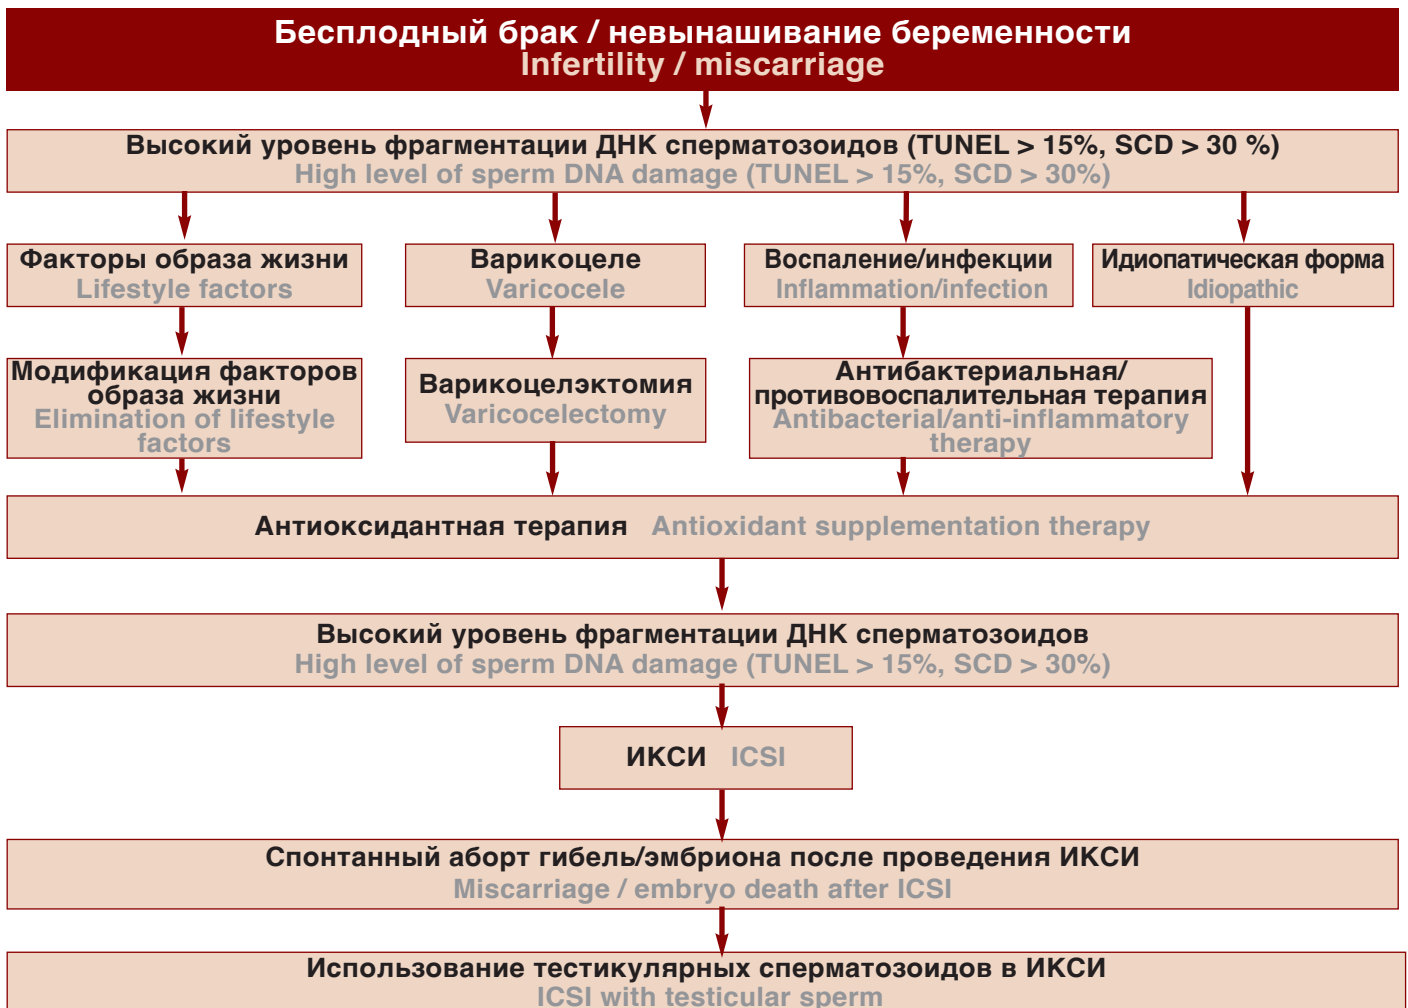 Бесплодный брак / невынашивание беременности
Infertility / miscarriage
Высокий уровень фрагментации ДНК сперматозоидов (TUNEL > 15%, SCD > 30 %)
High level of sperm DNA damage (TUNEL > 15%, SCD > 30%)
Факторы образа жизни
Lifestyle factors
Варикоцеле
Varicocele
Воспаление/инфекции
Inflammation/infection
Идиопатическая форма
Idiopathic
Модификация факторов
образа жизни
Elimination of lifestyle
factors
Варикоцелэктомия
Varicocelectomy
Антибактериальная/
противовоспалительная терапия
Antibacterial/anti-inflammatory
therapy
Антиоксидантная терапия Antioxidant supplementation therapy
Высокий уровень фрагментации ДНК сперматозоидов
High level of sperm DNA damage (TUNEL > 15%, SCD > 30%)
ИКСИ ICSI
Спонтанный аборт гибель/эмбриона после проведения ИКСИ
Miscarriage / embryo death after ICSI
Использование тестикулярных сперматозоидов в ИКСИ
ICSI with testicular sperm